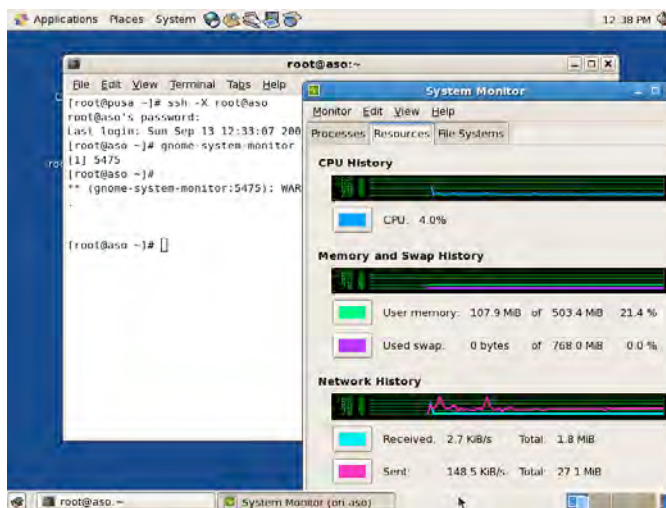 Applications Places System
12 38 PM
root@aso:~
File Edit View Terminal Tabs Help
[root@pusa ~]# ssh -X root@aso
root@aso's password:
Last login: Sun Sep 13 12:33:07 200
[root@aso ~]# gnome-system-monitor
[1] 5475
[root@aso ~]#
** (gnome-system-monitor:5475): WAR
.
[root@aso ~]#
System Monitor
Monitor Edit View Help
Processes Resources File Systems
CPU History
CPU: 4.0%
Memory and Swap History
User memory: 107.9 MiB of 503.4 MiB 21.4 %
Used swap: 0 bytes of 768.0 MiB 0.0 %
Network History
Received: 2.7 KiB/s Total: 1.8 MiB
Sent: 148.5 KiB/s Total: 27.1 MiB
root@aso:~
System Monitor (on aso)